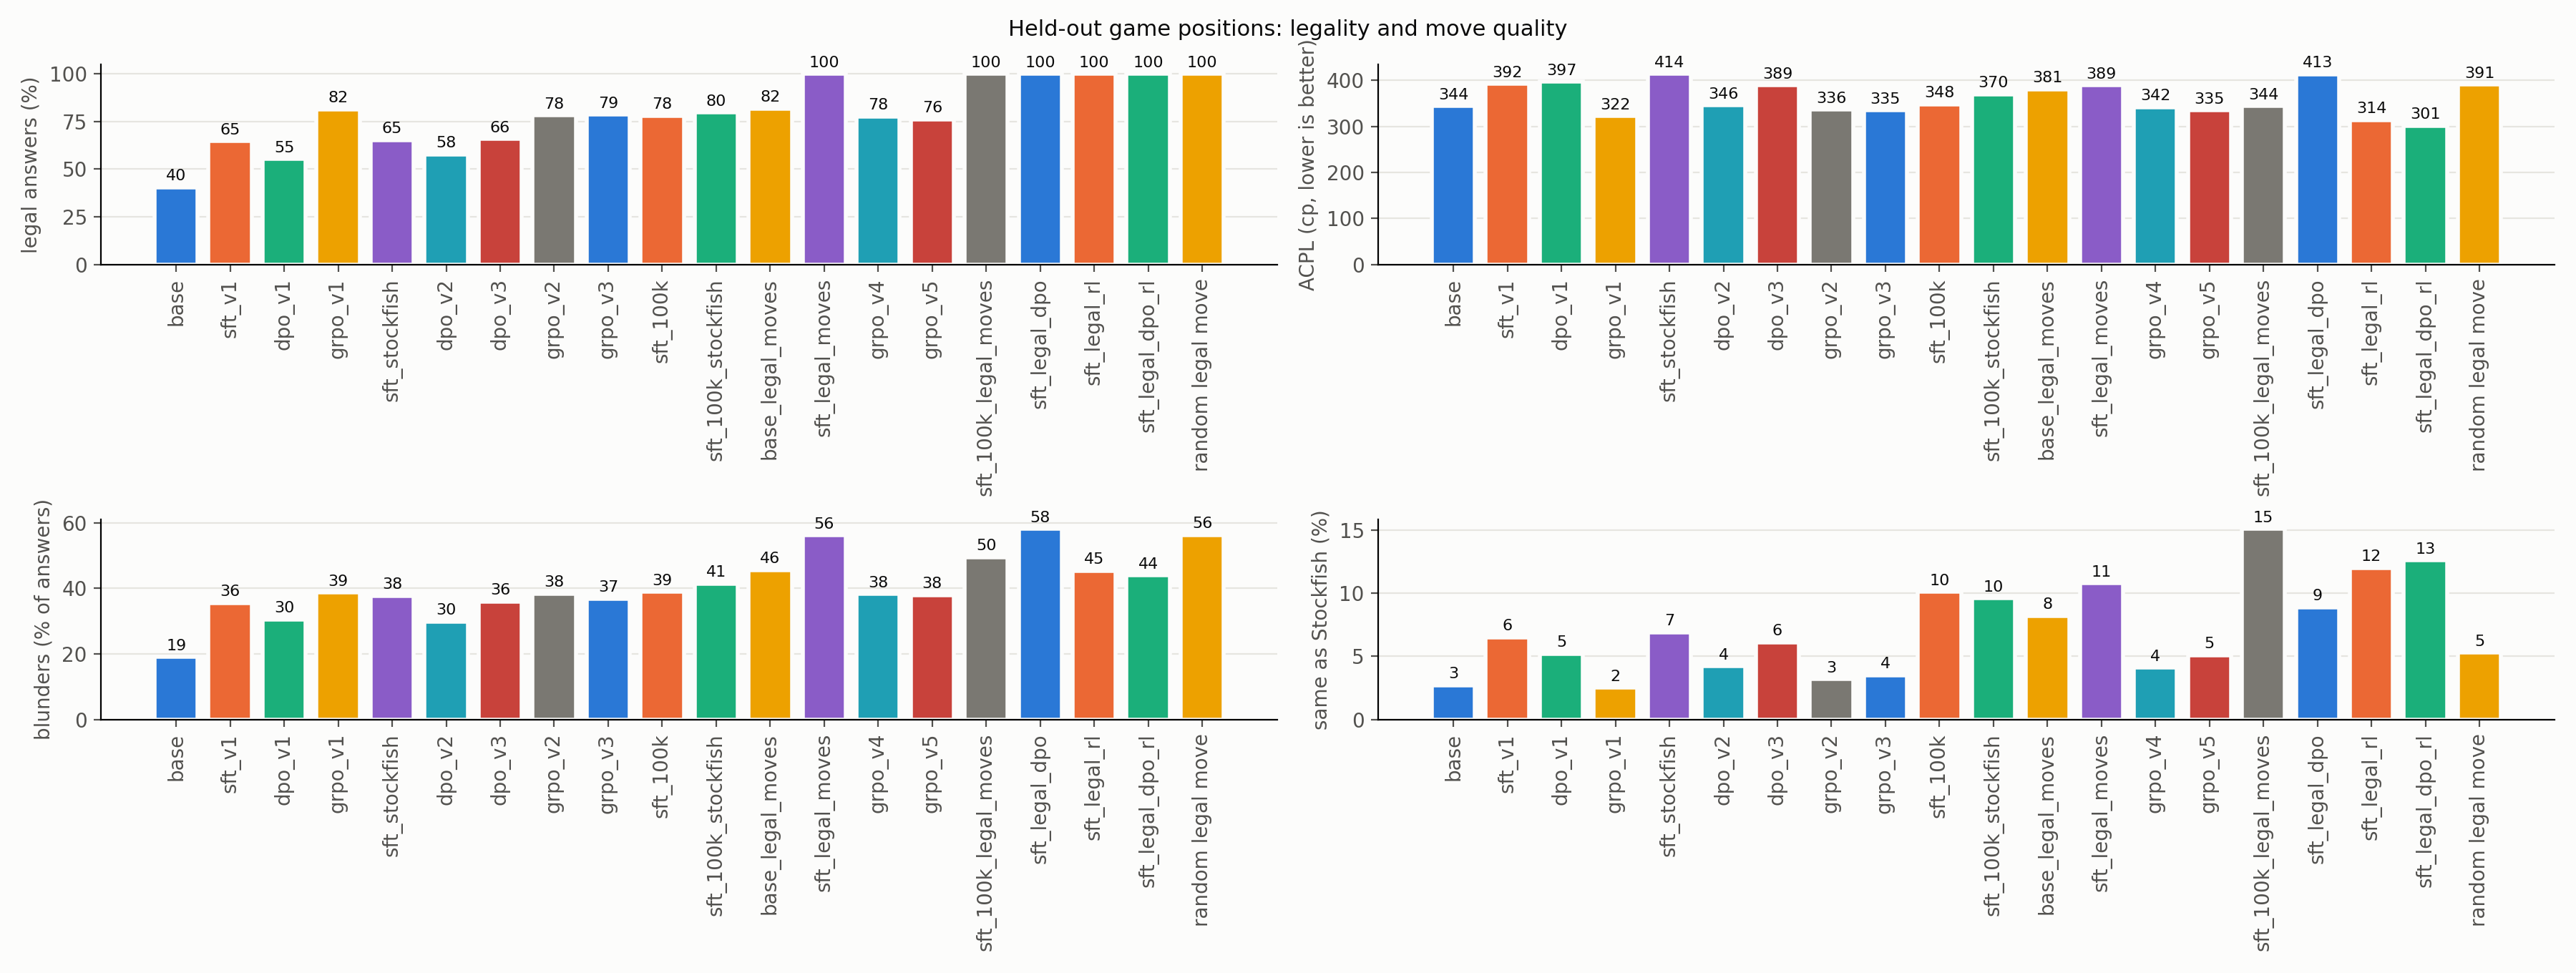 Held-out game positions: legality and move quality
legal answers (%)
100
75
50
25
0
40
65
55
82
65
58
66
78
79
78
80
82
100
78
76
100
100
100
100
100
base
sft_v1
dpo_v1
grpo_v1
sft_stockfish
dpo_v2
dpo_v3
grpo_v2
grpo_v3
sft_100k
sft_100k_stockfish
base_legal_moves
sft_legal_moves
grpo_v4
grpo_v5
sft_100k_legal_moves
sft_legal_dpo
sft_legal_rl
sft_legal_dpo_rl
random legal move
ACPL (cp, lower is better)
400
300
200
100
0
344
392
397
322
414
346
389
336
335
348
370
381
389
342
335
344
413
314
301
391
base
sft_v1
dpo_v1
grpo_v1
sft_stockfish
dpo_v2
dpo_v3
grpo_v2
grpo_v3
sft_100k
sft_100k_stockfish
base_legal_moves
sft_legal_moves
grpo_v4
grpo_v5
sft_100k_legal_moves
sft_legal_dpo
sft_legal_rl
sft_legal_dpo_rl
random legal move
blunders (% of answers)
60
40
20
0
19
36
30
39
38
30
36
38
37
39
41
46
56
38
38
50
58
45
44
56
base
sft_v1
dpo_v1
grpo_v1
sft_stockfish
dpo_v2
dpo_v3
grpo_v2
grpo_v3
sft_100k
sft_100k_stockfish
base_legal_moves
sft_legal_moves
grpo_v4
grpo_v5
sft_100k_legal_moves
sft_legal_dpo
sft_legal_rl
sft_legal_dpo_rl
random legal move
same as Stockfish (%)
15
10
5
0
3
6
5
2
7
4
6
3
4
10
10
8
11
4
5
15
9
12
13
5
base
sft_v1
dpo_v1
grpo_v1
sft_stockfish
dpo_v2
dpo_v3
grpo_v2
grpo_v3
sft_100k
sft_100k_stockfish
base_legal_moves
sft_legal_moves
grpo_v4
grpo_v5
sft_100k_legal_moves
sft_legal_dpo
sft_legal_rl
sft_legal_dpo_rl
random legal move